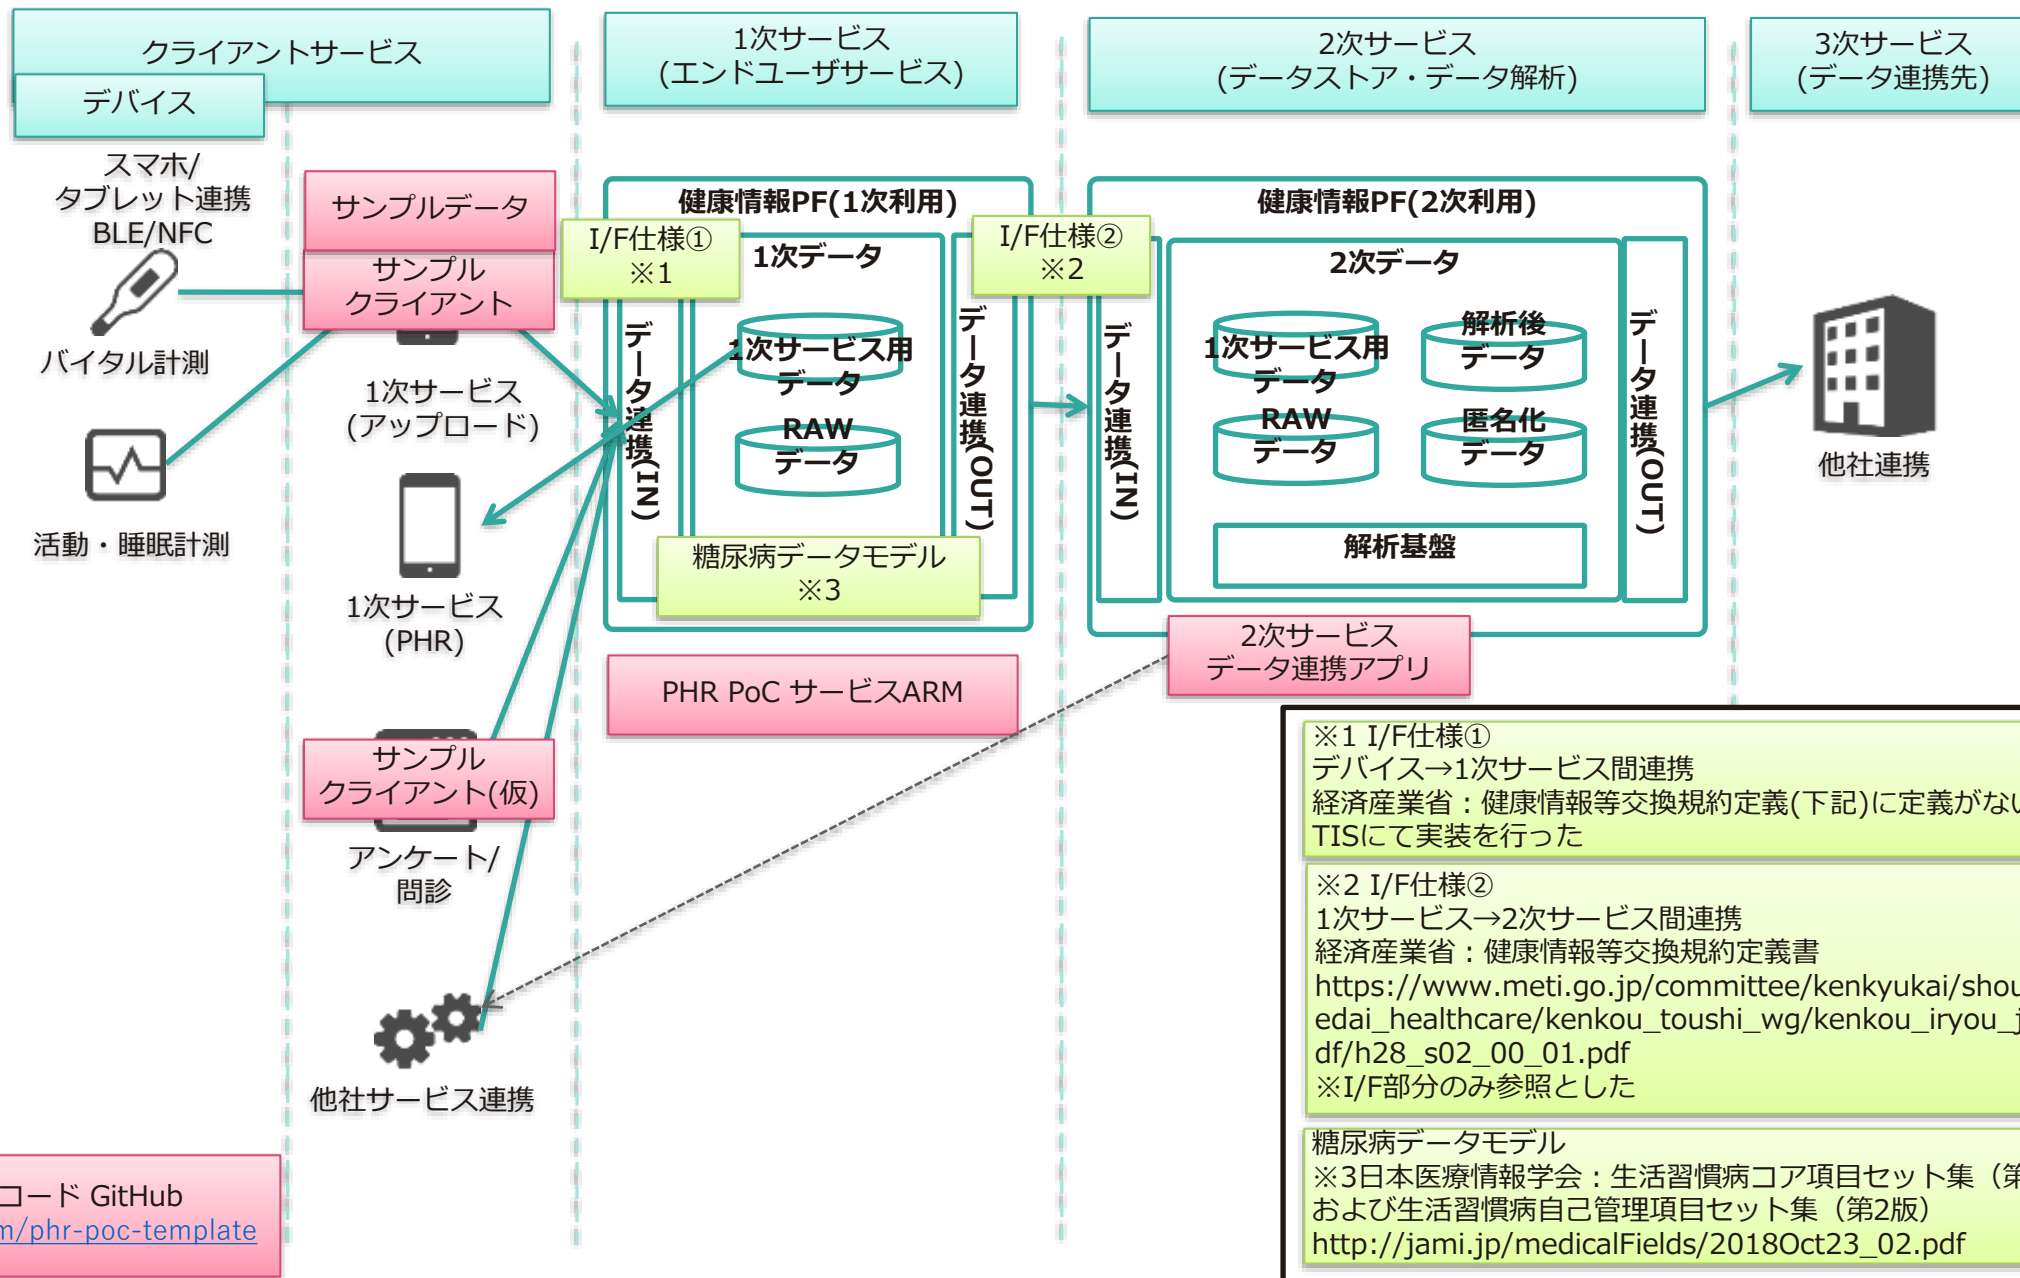 クライアントサービス
デバイス
1次サービス
(エンドユーザサービス)
2次サービス
(データストア・データ解析)
3次サービス
(データ連携先)
スマホ/
タブレット連携
BLE/NFC
バイタル計測
活動・睡眠計測
サンプルデータ
サンプル
クライアント
1次サービス
(アップロード)
1次サービス
(PHR)
サンプル
クライアント(仮)
アンケート/
問診
他社サービス連携
健康情報PF(1次利用)
I/F仕様①
※1
1次データ
データ連携(IN)
1次サービス用
データ
RAW
データ
データ連携(OUT)
糖尿病データモデル
※3
PHR PoC サービスARM
I/F仕様②
※2
健康情報PF(2次利用)
2次データ
データ連携(IN)
1次サービス用
データ
解析後
データ
RAW
データ
匿名化
データ
解析基盤
データ連携(OUT)
2次サービス
データ連携アプリ
他社連携
※1 I/F仕様①
デバイス→1次サービス間連携
経済産業省：健康情報等交換規約定義(下記)に定義がない
TISにて実装を行った
※2 I/F仕様②
1次サービス→2次サービス間連携
経済産業省：健康情報等交換規約定義書
https://www.meti.go.jp/committee/kenkyukai/shou
edai_healthcare/kenkou_toushi_wg/kenkou_iryou_j
df/h28_s02_00_01.pdf
※I/F部分のみ参照とした
糖尿病データモデル
※3日本医療情報学会：生活習慣病コア項目セット集（第
および生活習慣病自己管理項目セット集（第2版）
http://jami.jp/medicalFields/2018Oct23_02.pdf
コード GitHub
m/phr-poc-template